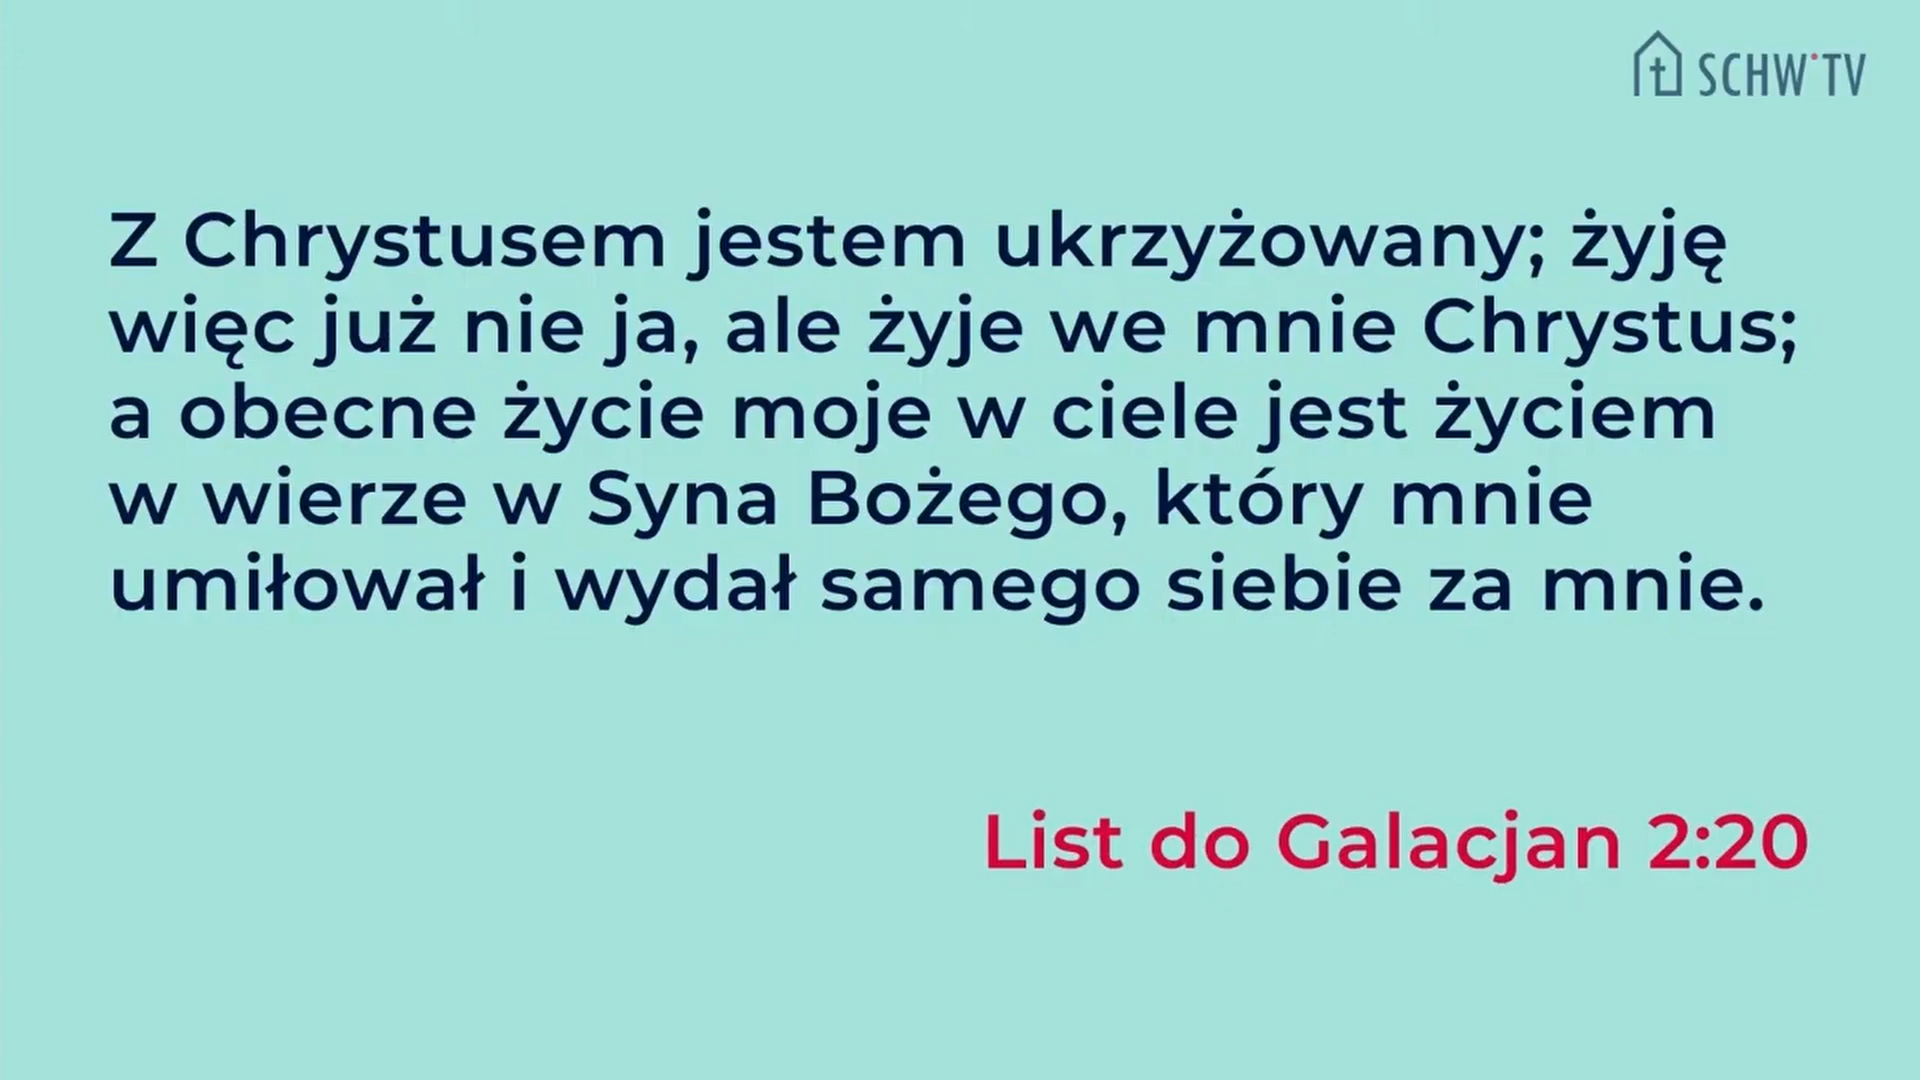 SCHW TV
Z Chrystusem jestem ukrzyżowany; żyję
więc już nie ja, ale żyje we mnie Chrystus;
a obecne życie moje w ciele jest życiem
w wierze w Syna Bożego, który mnie
umiłował i wydał samego siebie za mnie.
List do Galacjan 2:20